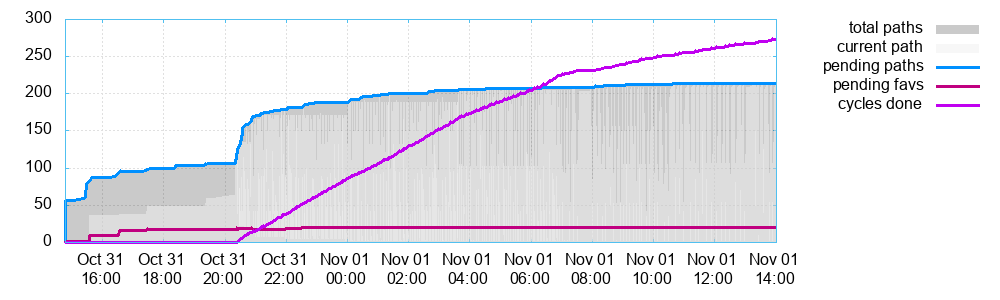 300
250
200
150
100
50
0
Oct 31 Oct 31 Oct 31 Oct 31 Nov 01 Nov 01 Nov 01 Nov 01 Nov 01 Nov 01 Nov 01 Nov 01
16:00 18:00 20:00 22:00 00:00 02:00 04:00 06:00 08:00 10:00 12:00 14:00
total paths
current path
pending paths
pending favs
cycles done